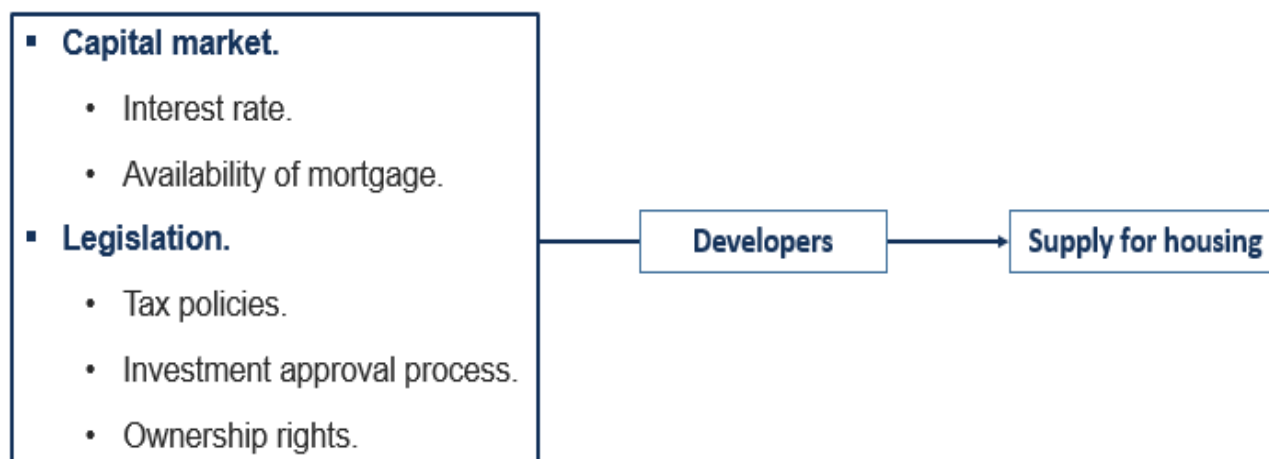 ▪ Capital market.
• Interest rate.
• Availability of mortgage.
▪ Legislation.
• Tax policies.
• Investment approval process.
• Ownership rights.
Developers
Supply for housing